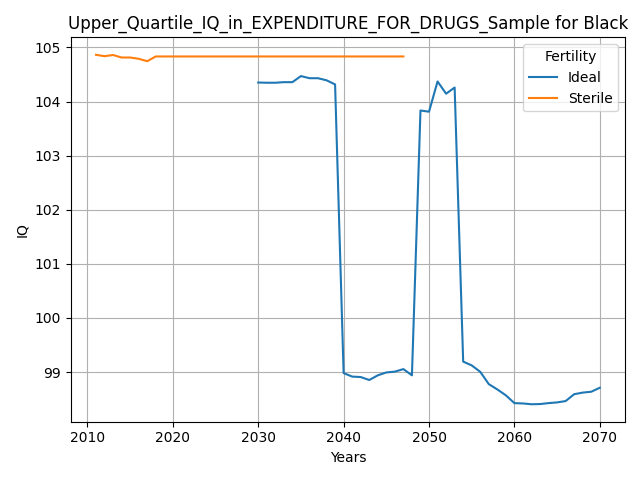 Upper_Quartile_IQ_in_EXPENDITURE_FOR_DRUGS_Sample for Black
105
104
103
102
101
100
99
IQ
Fertility
Ideal
Sterile
2010 2020 2030 2040 2050 2060 2070
Years